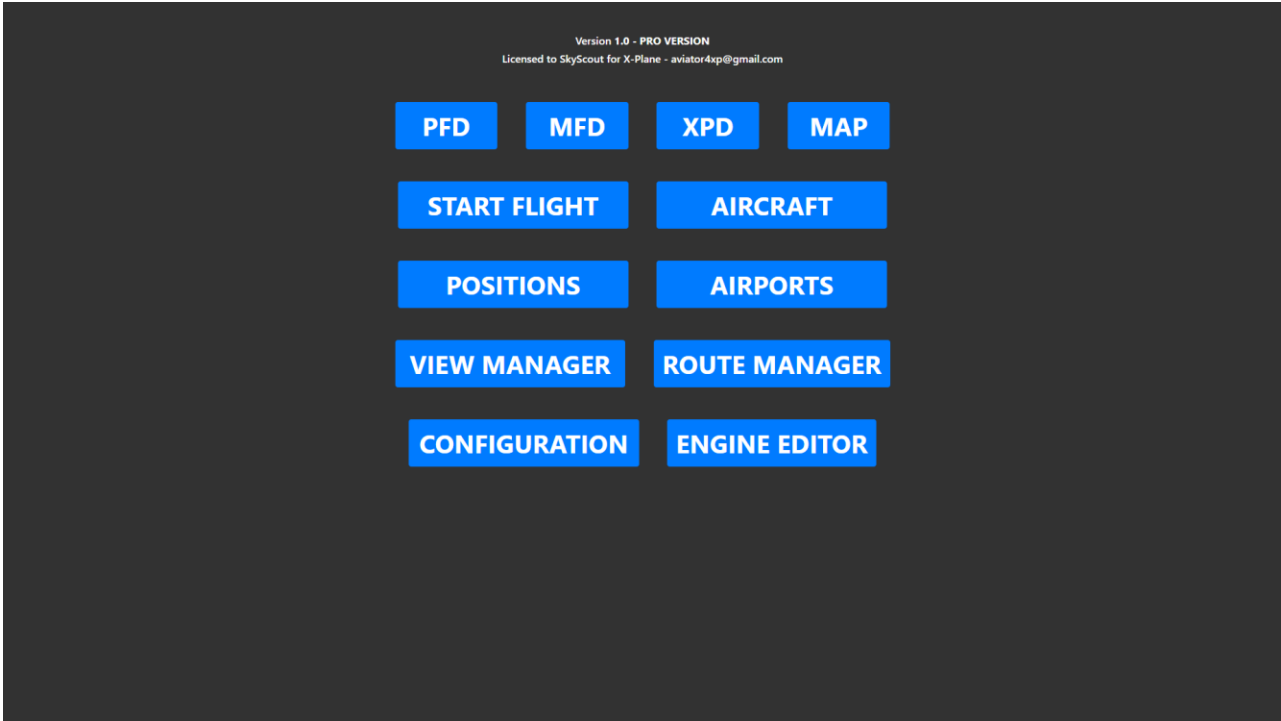 Version 1.0 - PRO VERSION
Licensed to SkyScout for X-Plane - aviator4xp@gmail.com
PFD MFD XPD MAP
START FLIGHT AIRCRAFT
POSITIONS AIRPORTS
VIEW MANAGER ROUTE MANAGER
CONFIGURATION ENGINE EDITOR